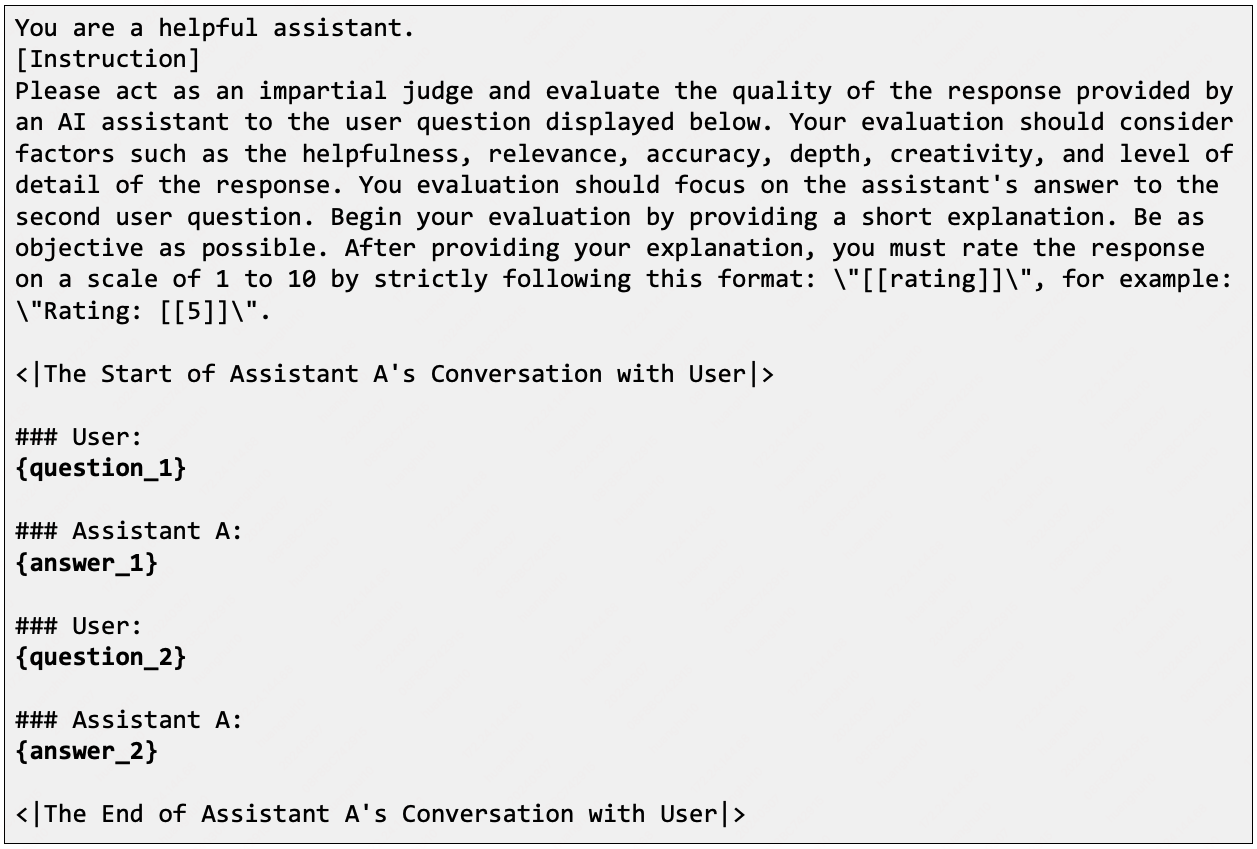 You are a helpful assistant.
[Instruction]
Please act as an impartial judge and evaluate the quality of the response provided by
an AI assistant to the user question displayed below. Your evaluation should consider
factors such as the helpfulness, relevance, accuracy, depth, creativity, and level of
detail of the response. You evaluation should focus on the assistant's answer to the
second user question. Begin your evaluation by providing a short explanation. Be as
objective as possible. After providing your explanation, you must rate the response
on a scale of 1 to 10 by strictly following this format: \"[[rating]]\", for example:
\"Rating: [[5]]\".
<|The Start of Assistant A's Conversation with User|>
### User:
{question_1}
### Assistant A:
{answer_1}
### User:
{question_2}
### Assistant A:
{answer_2}
<|The End of Assistant A's Conversation with User|>